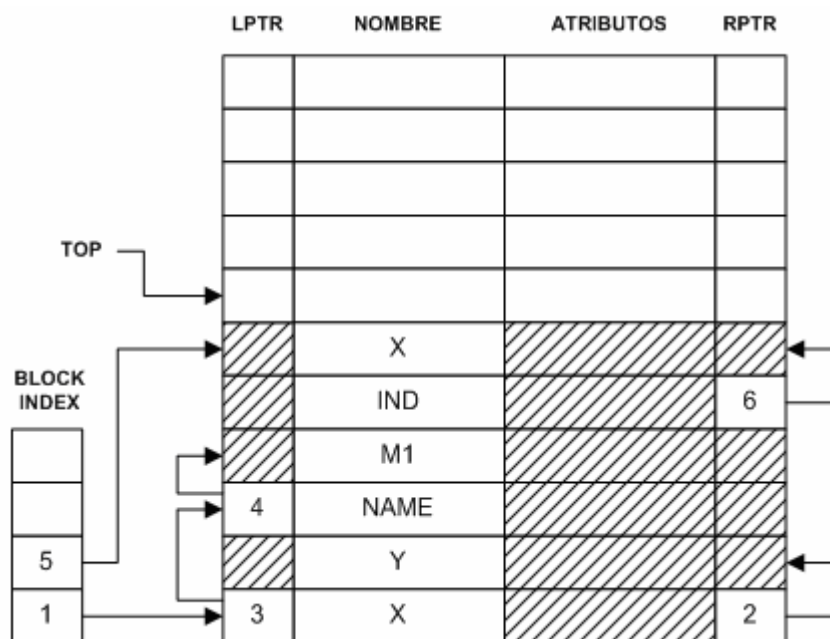 LPTR NOMBRE ATRIBUTOS RPTR
TOP
X
BLOCK
INDEX
IND 6
M1
4 NAME
5 Y
1 3 X 2